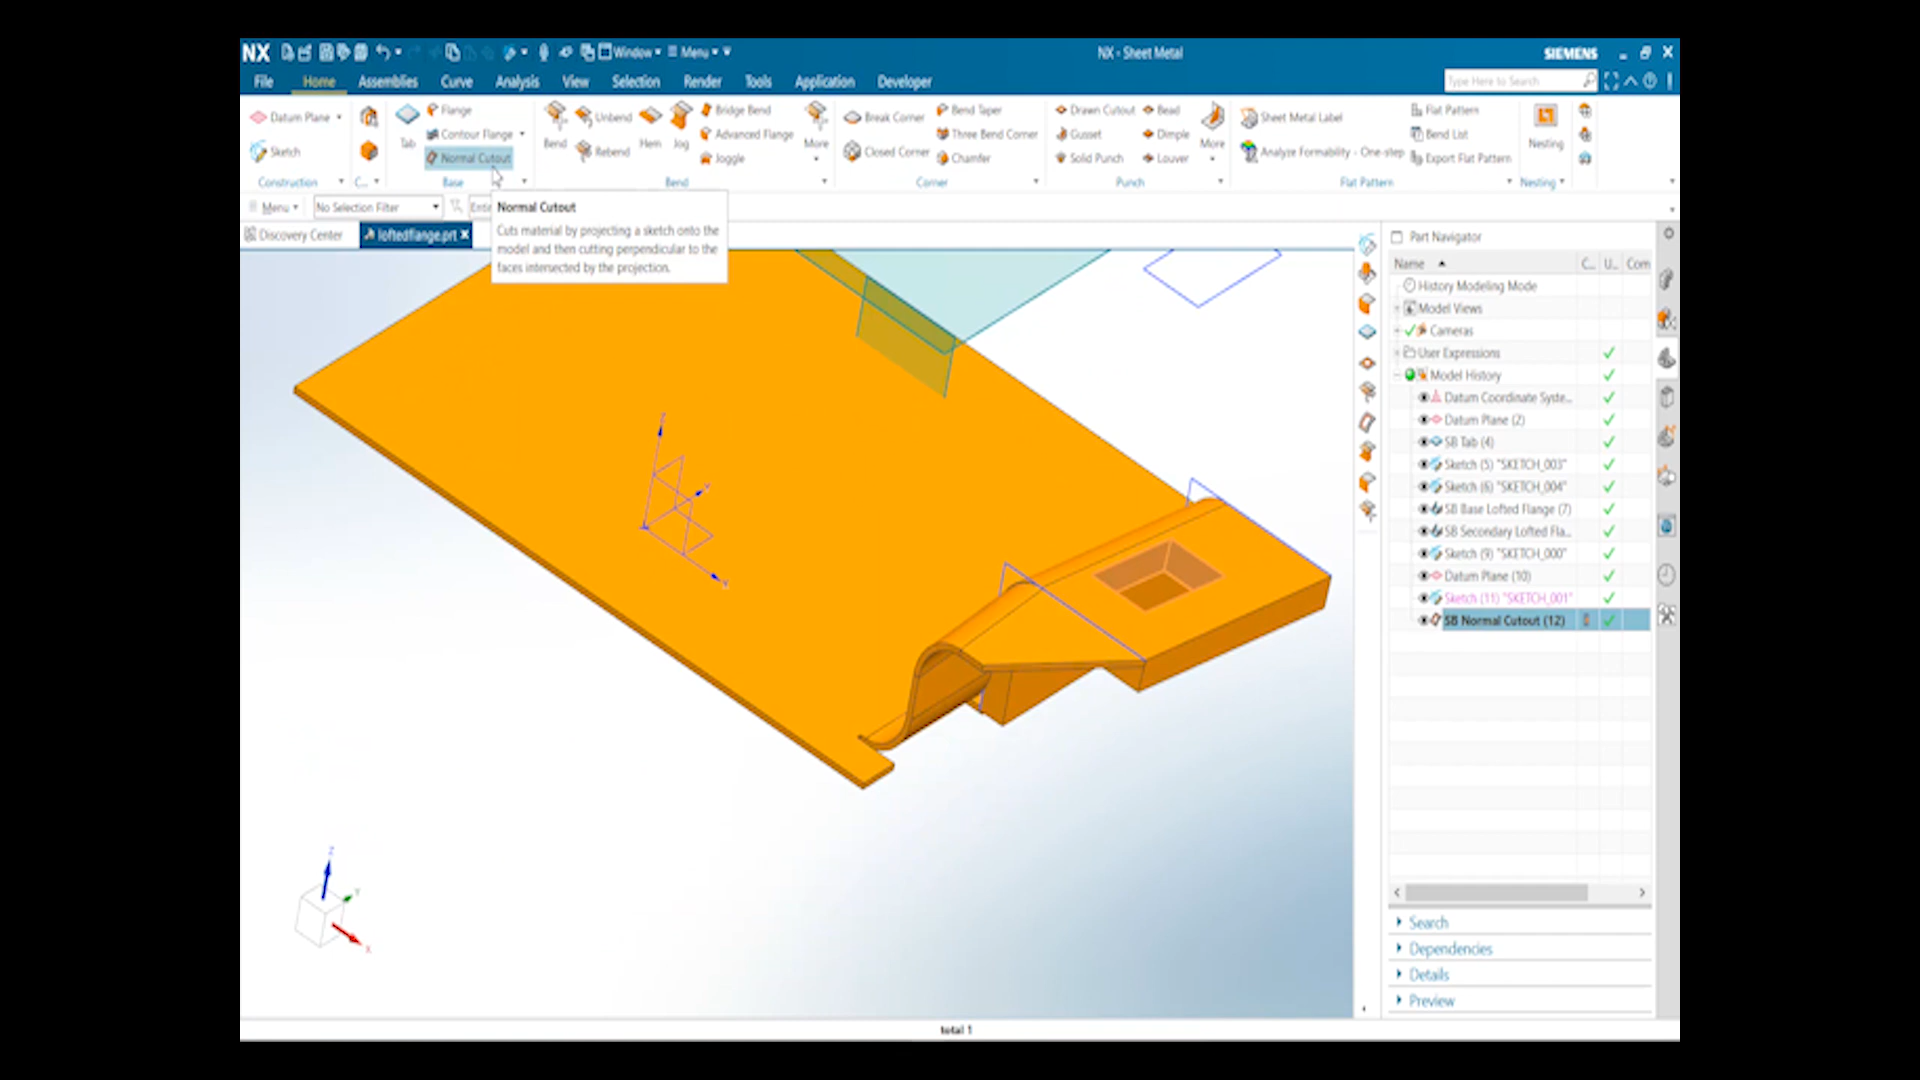 NX
Window
Menu
NX - Sheet Metal
SIEMENS
File
Home
Assemblies
Curve
Analysis
View
Selection
Render
Tools
Application
Developer
Type Here to Search
Datum Plane
Sketch
Construction
C...
Tab
Flange
Contour Flange
Normal Cutout
Base
Bend
Unbend
Rebend
Hem
Jog
Bridge Bend
Advanced Flange
Joggle
More
Bend
Break Corner
Closed Corner
Bend Taper
Three Bend Corner
Chamfer
Corner
Drawn Cutout
Gusset
Solid Punch
Bead
Dimple
Louver
More
Punch
Sheet Metal Label
Analyze Formability - One-step
Flat Pattern
Bend List
Export Flat Pattern
Flat Pattern
Nesting
Nesting
Menu
No Selection Filter
Normal Cutout
Cuts material by projecting a sketch onto the
model and then cutting perpendicular to the
faces intersected by the projection.
Discovery Center
loftedflange.prt
Part Navigator
Name
C...
U...
Com
History Modeling Mode
Model Views
Cameras
User Expressions
Model History
Datum Coordinate Syste...
Datum Plane (2)
SB Tab (4)
Sketch (5) "SKETCH_003"
Sketch (6) "SKETCH_004"
SB Base Lofted Flange (7)
SB Secondary Lofted Fla...
Sketch (9) "SKETCH_000"
Datum Plane (10)
Sketch (11) "SKETCH_001"
SB Normal Cutout (12)
Search
Dependencies
Details
Preview
Z
Y
X
total 1